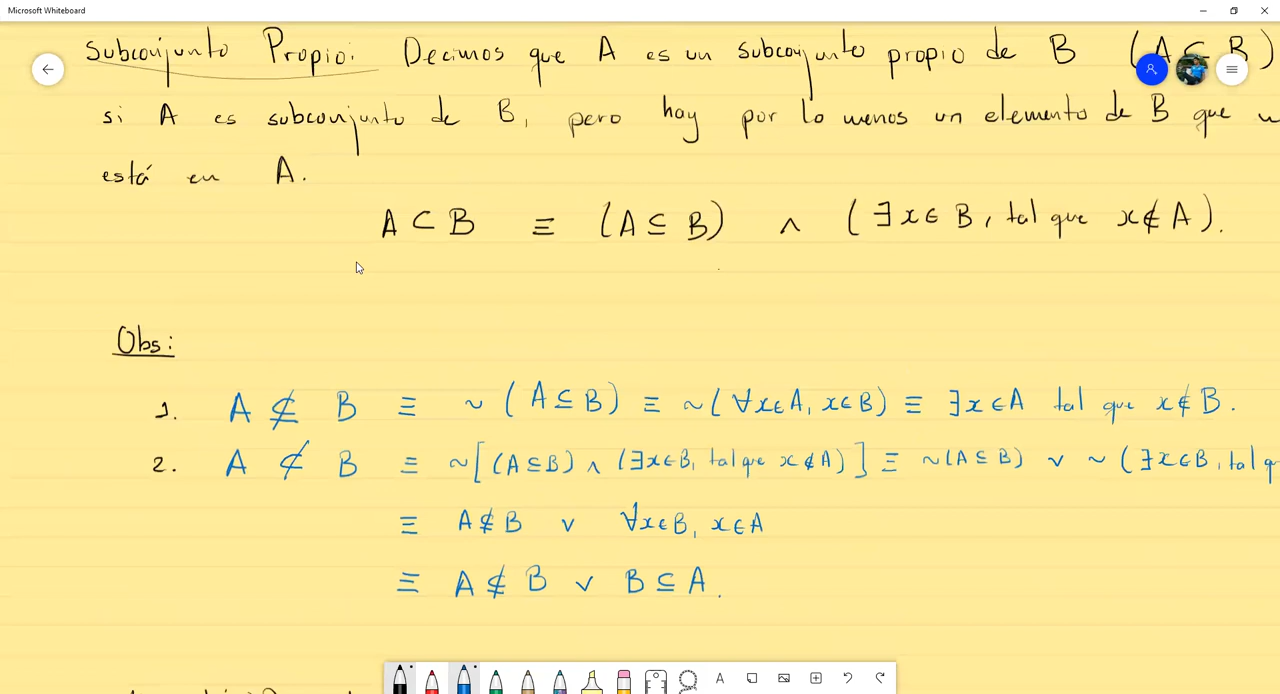 Microsoft Whiteboard
Subconjunto Propio: Decimos que A es un subconjunto propio de B (A ⊂ B)
si A es subconjunto de B, pero hay por lo menos un elemento de B que
está en A.
A ⊂ B ≡ (A ⊆ B) ∧ (∃x∈B, tal que x∉A).
Obs:
1. A ⊈ B ≡ ~(A ⊆ B) ≡ ~(∀x∈A, x∈B) ≡ ∃x∈A tal que x∉B.
2. A ⊄ B ≡ ~[(A⊆B) ∧ (∃x∈B, tal que x∉A)] ≡ ~(A⊆B) ∨ ~(∃x∈B, tal
≡ A⊈B ∨ ∀x∈B, x∈A
≡ A ⊈ B ∨ B ⊆ A.
A